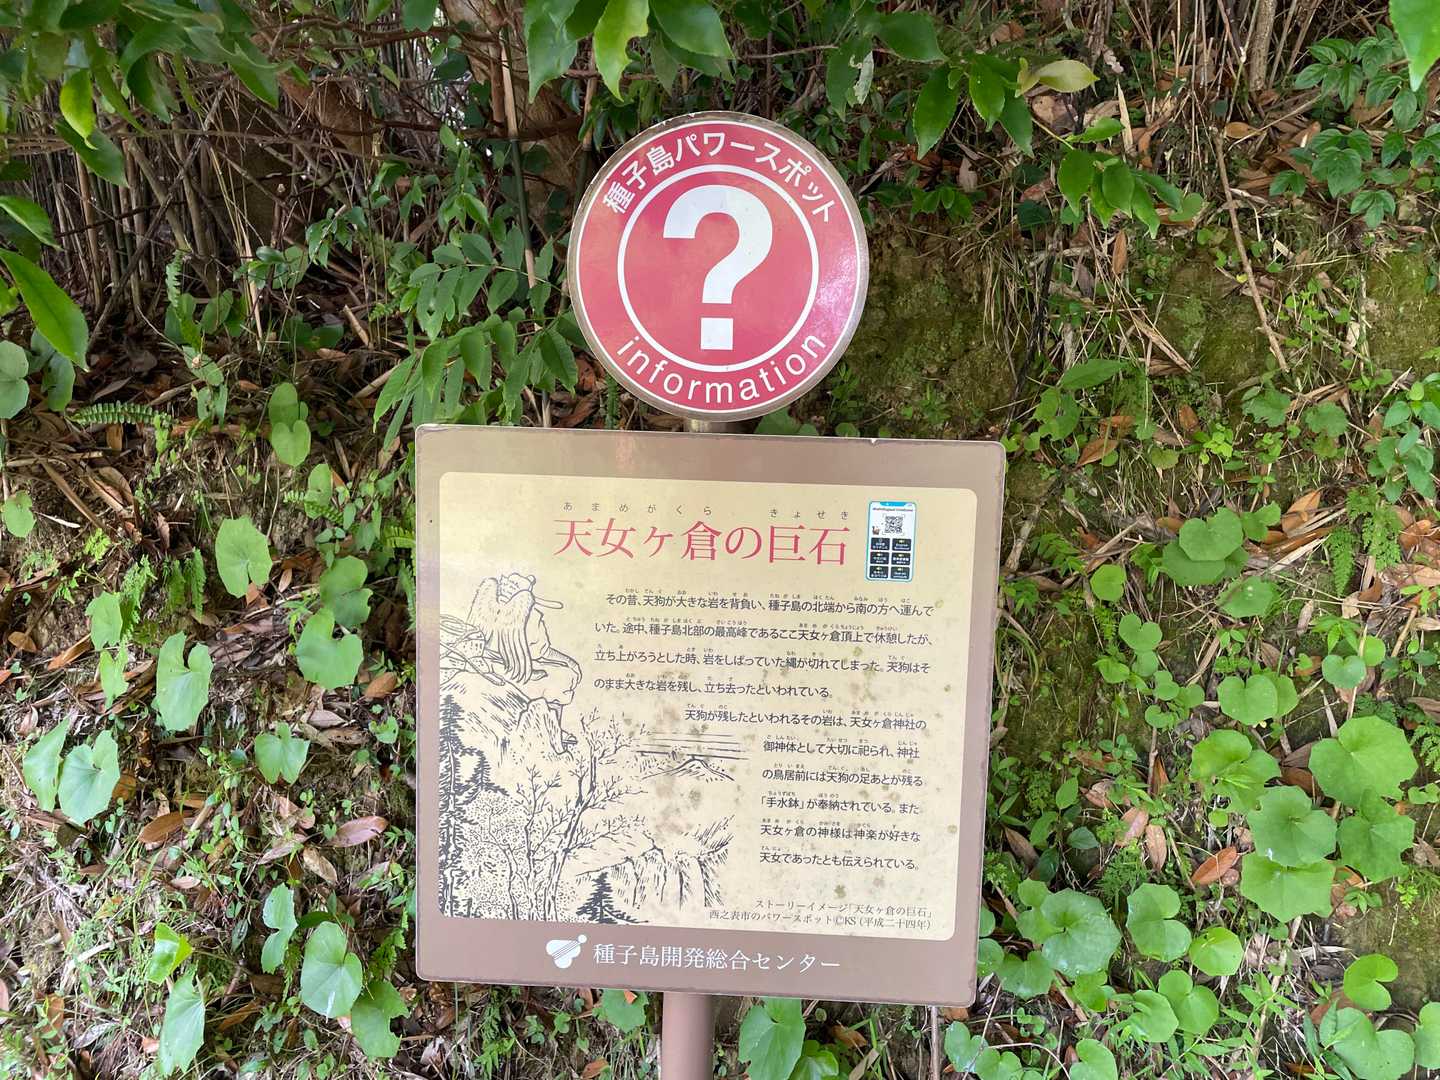 種子島パワースポット
information
あまめがくら きょせき
天女ヶ倉の巨石
その昔、天狗が大きな岩を背負い、種子島の北端から南の方へ運んで
いた。途中、種子島北部の最高峰であるここ天女ヶ倉頂上で休憩したが、
立ち上がろうとした時、岩をしばっていた縄が切れてしまった。天狗はそ
のまま大きな岩を残し、立ち去ったといわれている。
天狗が残したといわれるその岩は、天女ヶ倉神社の
御神体として大切に祀られ、神社
の鳥居前には天狗の足あとが残る
「手水鉢」が奉納されている。また
天女ヶ倉の神様は神楽が好きな
天女であったとも伝えられている。
ストーリーイメージ「天女ヶ倉の巨石」
西之表市のパワースポット©KS(平成二十四年)
種子島開発総合センター